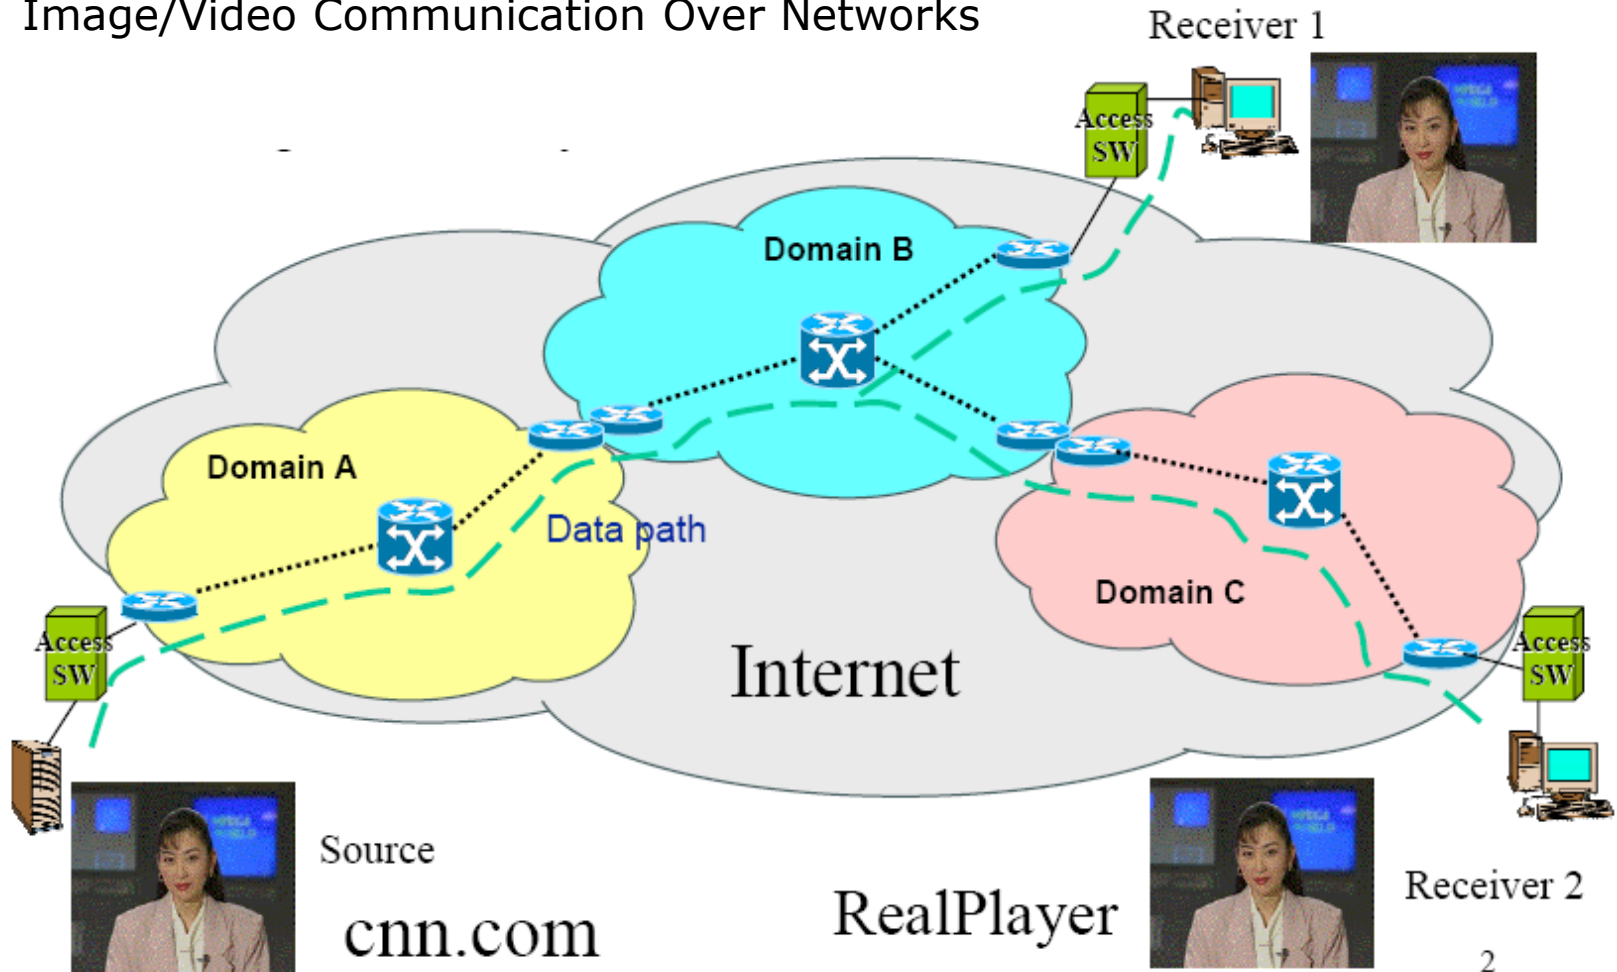 Image/Video Communication Over Networks
Receiver 1
Access
SW
Domain B
Domain A
Data path
Domain C
Access
SW
Internet
Access
SW
Source
cnn.com
RealPlayer
Receiver 2
2